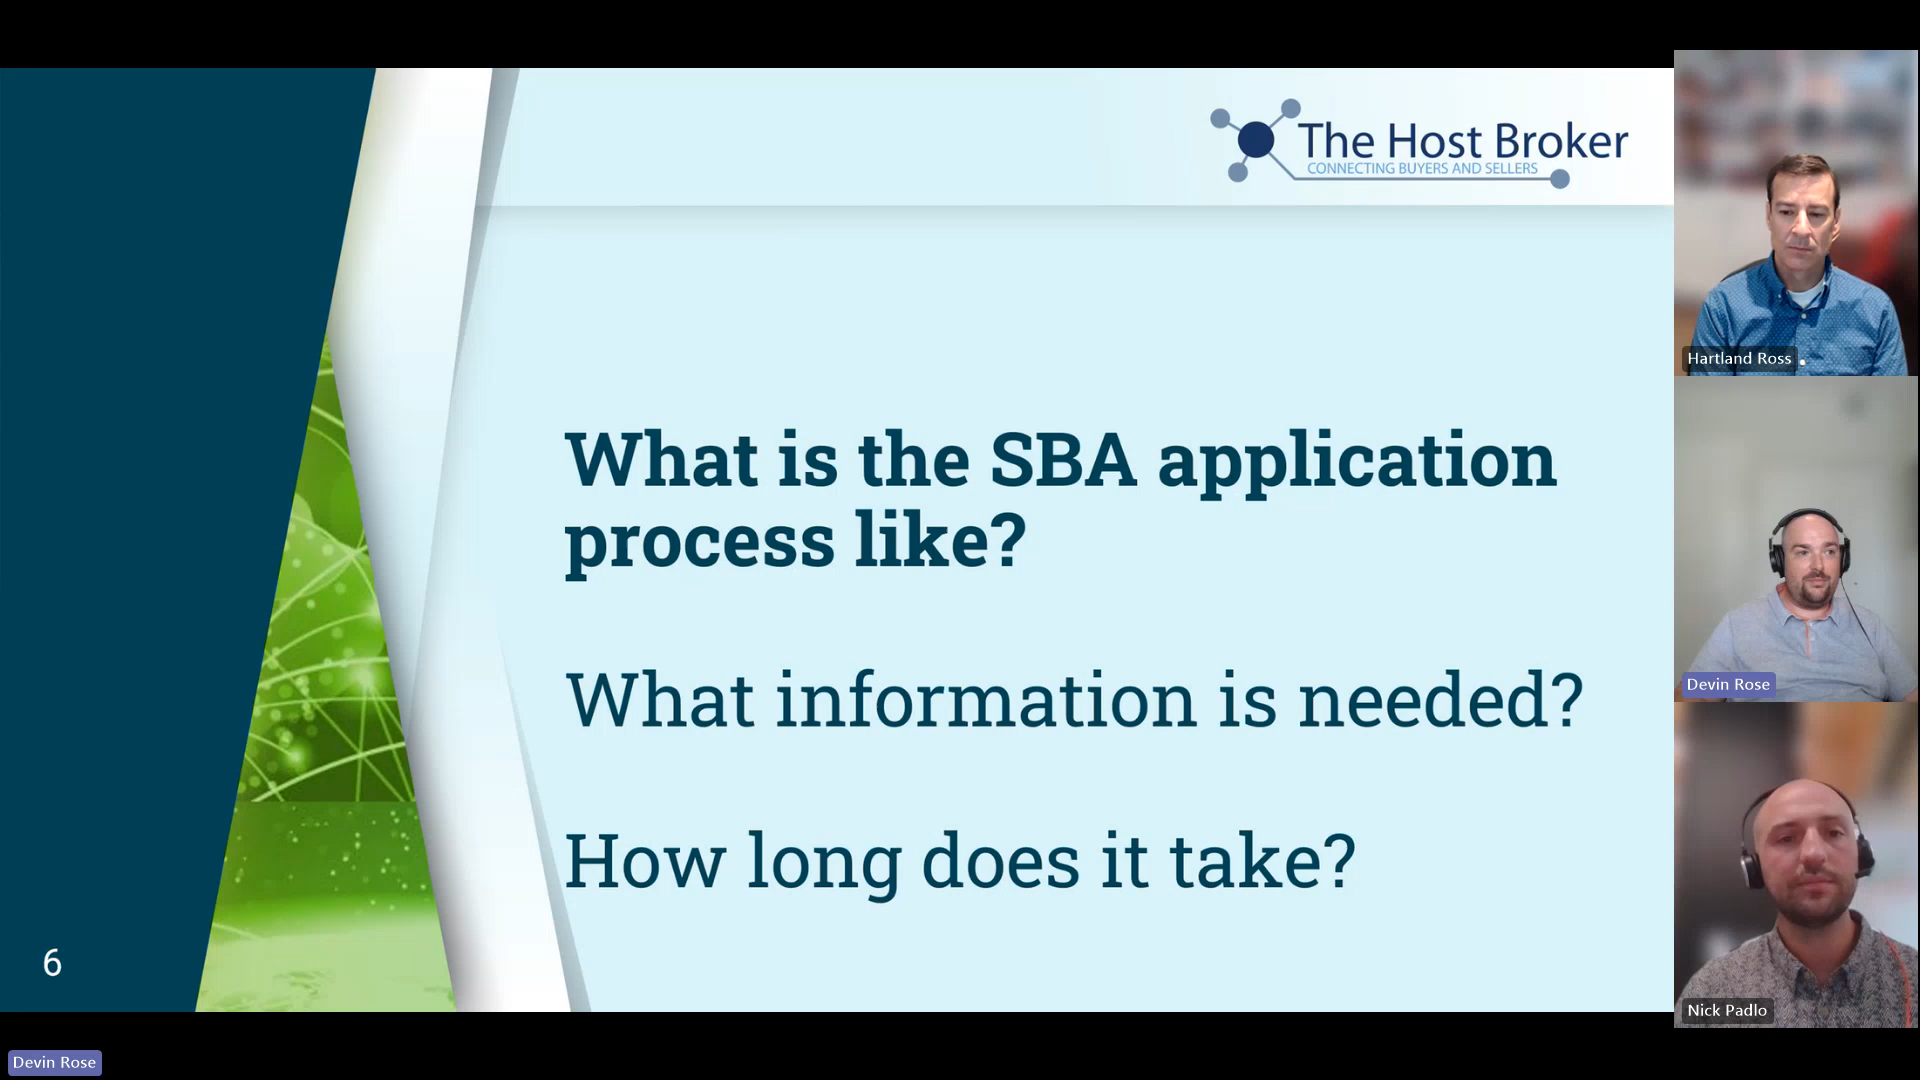 The Host Broker
CONNECTING BUYERS AND SELLERS
What is the SBA application
process like?
What information is needed?
How long does it take?
6
Hartland Ross
Devin Rose
Nick Padlo
Devin Rose